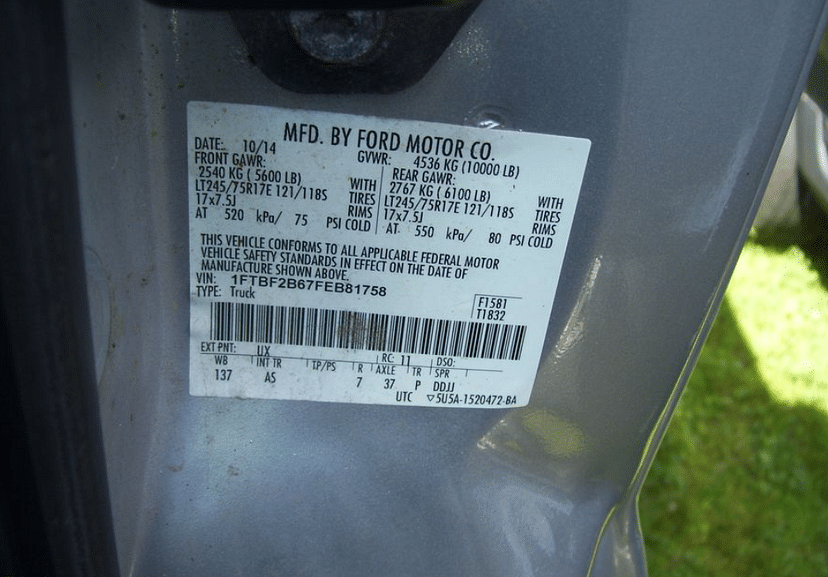 MFD. BY FORD MOTOR CO.
DATE: 10/14 GVWR: 4536 KG (10000 LB)
FRONT GAWR: REAR GAWR:
2540 KG ( 5600 LB) WITH 2767 KG ( 6100 LB) WITH
LT245/75R17E 121/118S TIRES LT245/75R17E 121/118S TIRES
17x7.5J RIMS 17x7.5J RIMS
AT 520 kPa/ 75 PSI COLD AT 550 kPa/ 80 PSI COLD
THIS VEHICLE CONFORMS TO ALL APPLICABLE FEDERAL MOTOR
VEHICLE SAFETY STANDARDS IN EFFECT ON THE DATE OF
MANUFACTURE SHOWN ABOVE.
VIN: 1FTBF2B67FEB81758
TYPE: Truck F1581
T1832
EXT PNT: UX RC: 11 DSO:
WB INT TR TP/PS R AXLE TR SPR
137 AS 7 37 P DDJJ
UTC ▽5U5A-1520472-BA